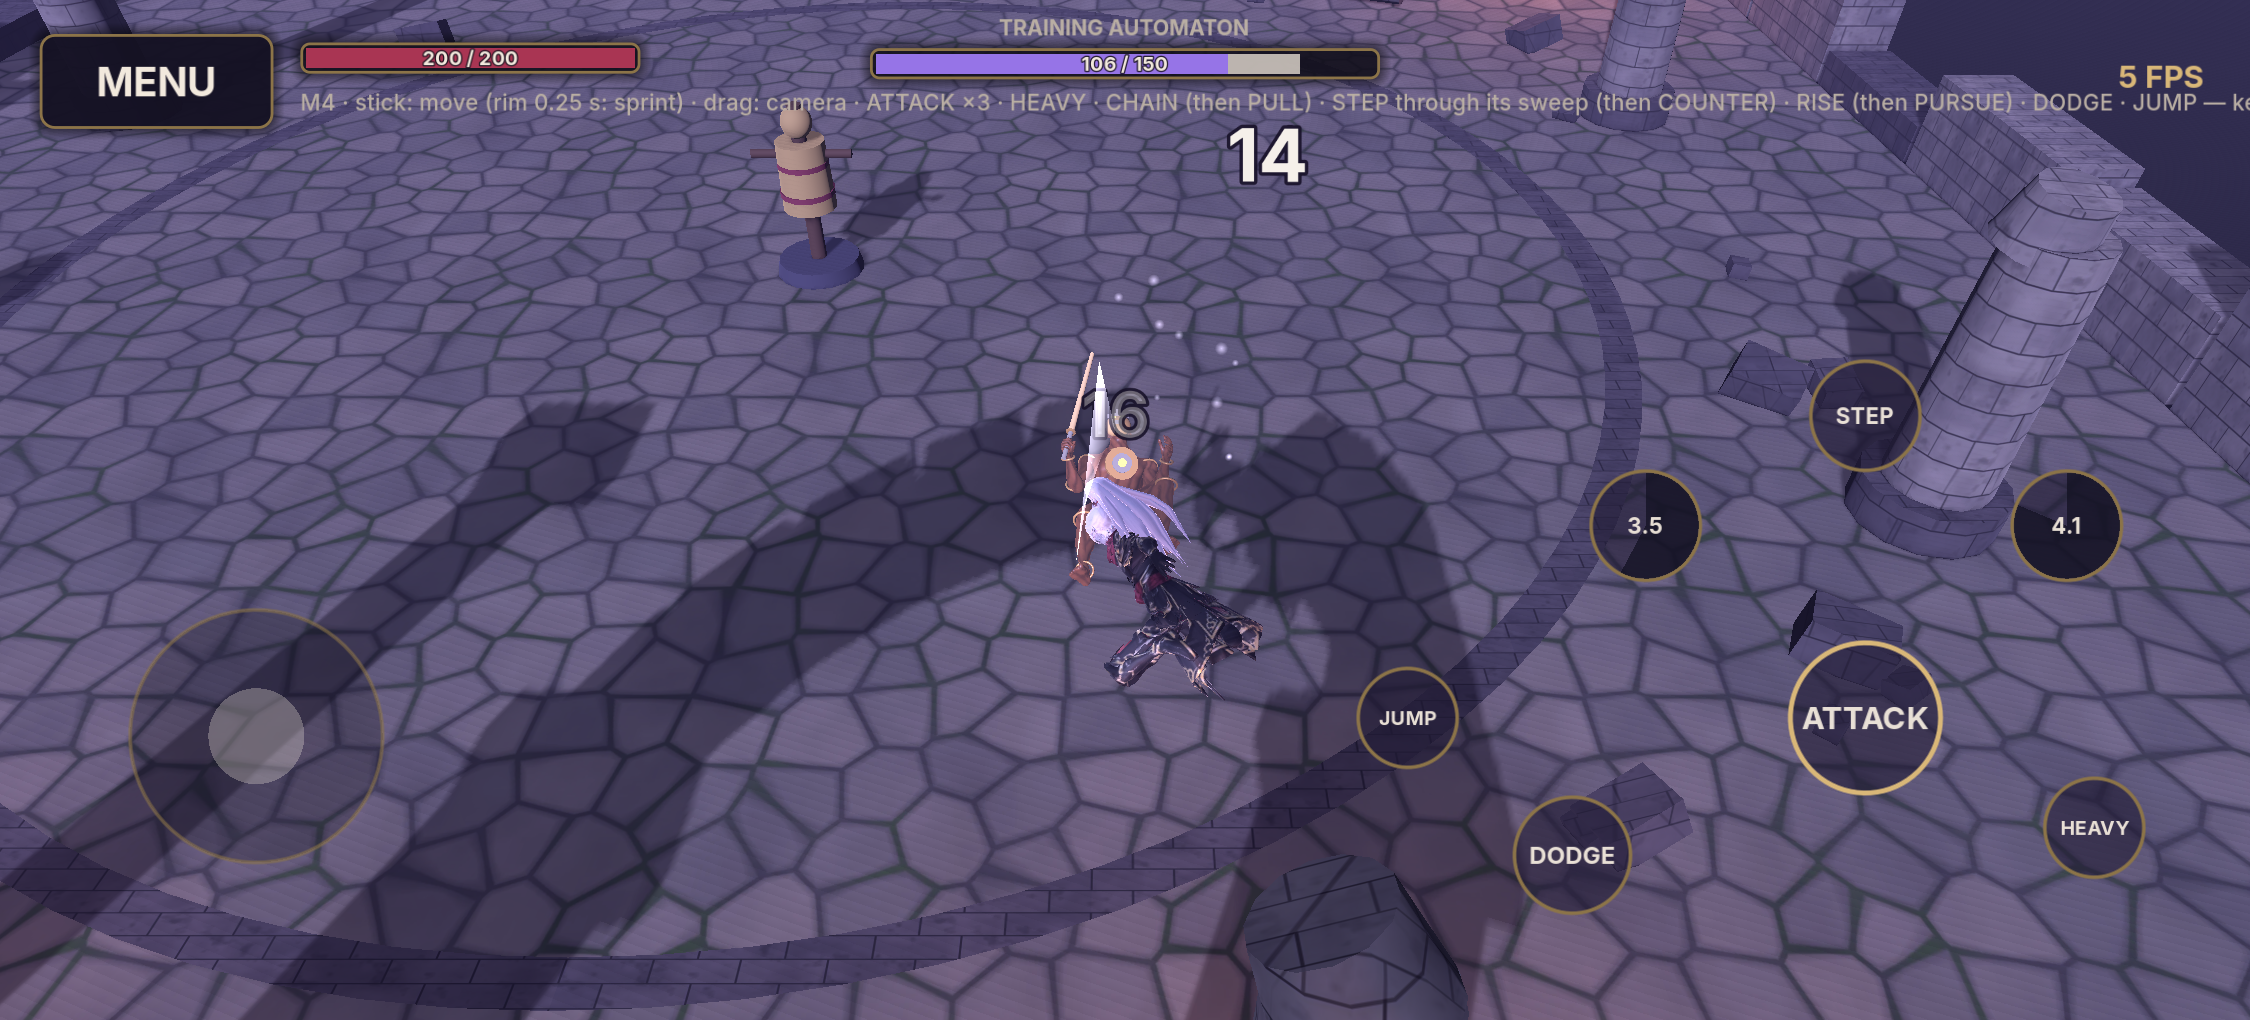 TRAINING AUTOMATON
MENU
200 / 200
106 / 150
5 FPS
M4 · stick: move (rim 0.25 s: sprint) · drag: camera · ATTACK ×3 · HEAVY · CHAIN (then PULL) · STEP through its sweep (then COUNTER) · RISE (then PURSUE) · DODGE · JUMP —
14
16
STEP
3.5
4.1
JUMP
ATTACK
HEAVY
DODGE